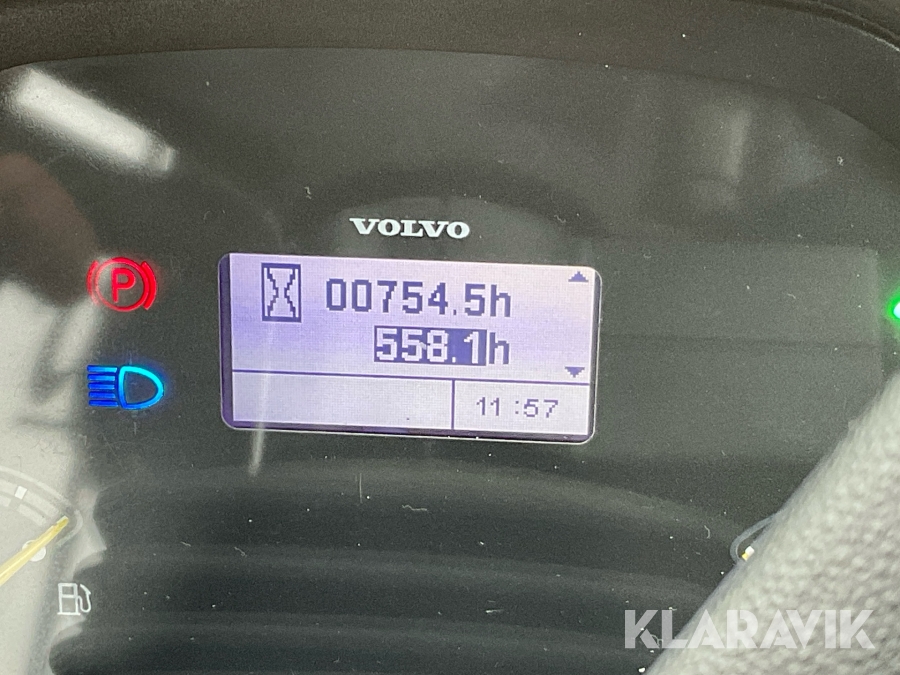 VOLVO
00754.5h
558.1h
11:57
P
KLARAVIK